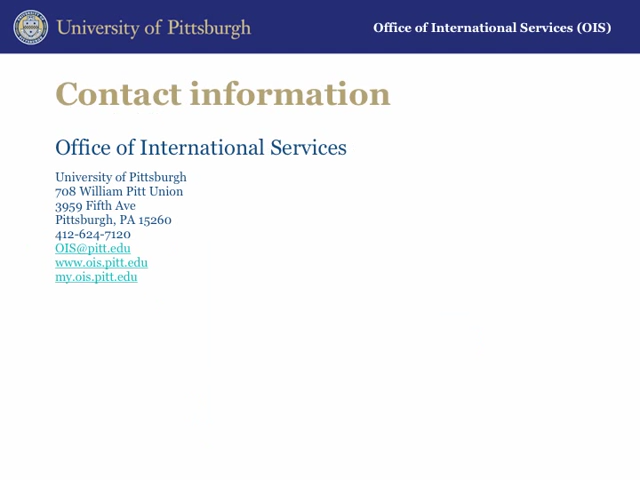 University of Pittsburgh
Office of International Services (OIS)
Contact information
Office of International Services
University of Pittsburgh
708 William Pitt Union
3959 Fifth Ave
Pittsburgh, PA 15260
412-624-7120
OIS@pitt.edu
www.ois.pitt.edu
my.ois.pitt.edu